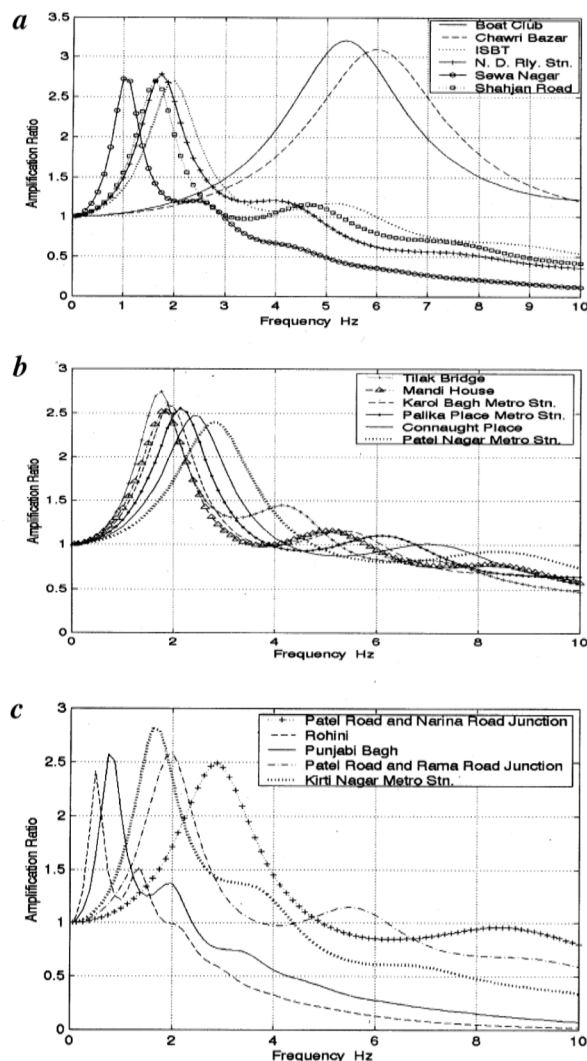 a
3.5
3
2.5
2
1.5
1
0.5
0
Amplification Ratio
Boat Club
Chawri Bazar
ISBT
N. D. Rly. Stn.
Sewa Nagar
Shahjan Road
0 1 2 3 4 5 6 7 8 9 10
Frequency Hz
b
3
2.5
2
1.5
1
0.5
0
Amplification Ratio
Tilak Bridge
Mandi House
Karol Bagh Metro Stn.
Palika Place Metro Stn.
Connaught Place
Patel Nagar Metro Stn.
0 2 4 6 8 10
Frequency Hz
c
3
2.5
2
1.5
1
0.5
0
Amplification Ratio
Patel Road and Narina Road Junction
Rohini
Punjabi Bagh
Patel Road and Rama Road Junction
Kirti Nagar Metro Stn.
0 2 4 6 8 10
Frequency Hz